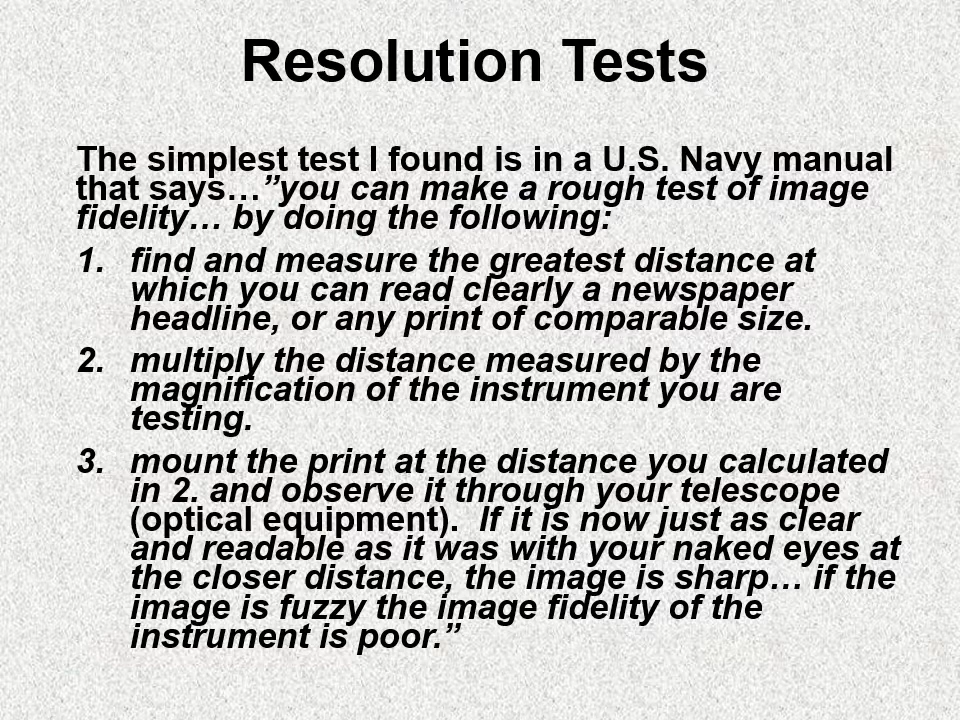 Resolution Tests
The simplest test I found is in a U.S. Navy manual
that says…”you can make a rough test of image
fidelity… by doing the following:
1. find and measure the greatest distance at
which you can read clearly a newspaper
headline, or any print of comparable size.
2. multiply the distance measured by the
magnification of the instrument you are
testing.
3. mount the print at the distance you calculated
in 2. and observe it through your telescope
(optical equipment). If it is now just as clear
and readable as it was with your naked eyes at
the closer distance, the image is sharp… if the
image is fuzzy the image fidelity of the
instrument is poor.”